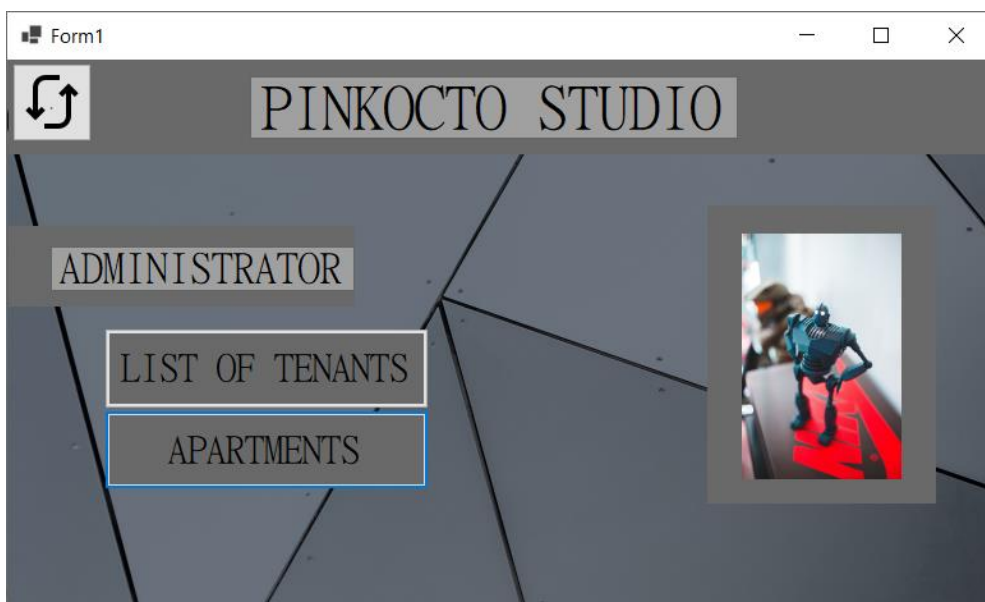 Form1
PINKOCTO STUDIO
ADMINISTRATOR
LIST OF TENANTS
APARTMENTS